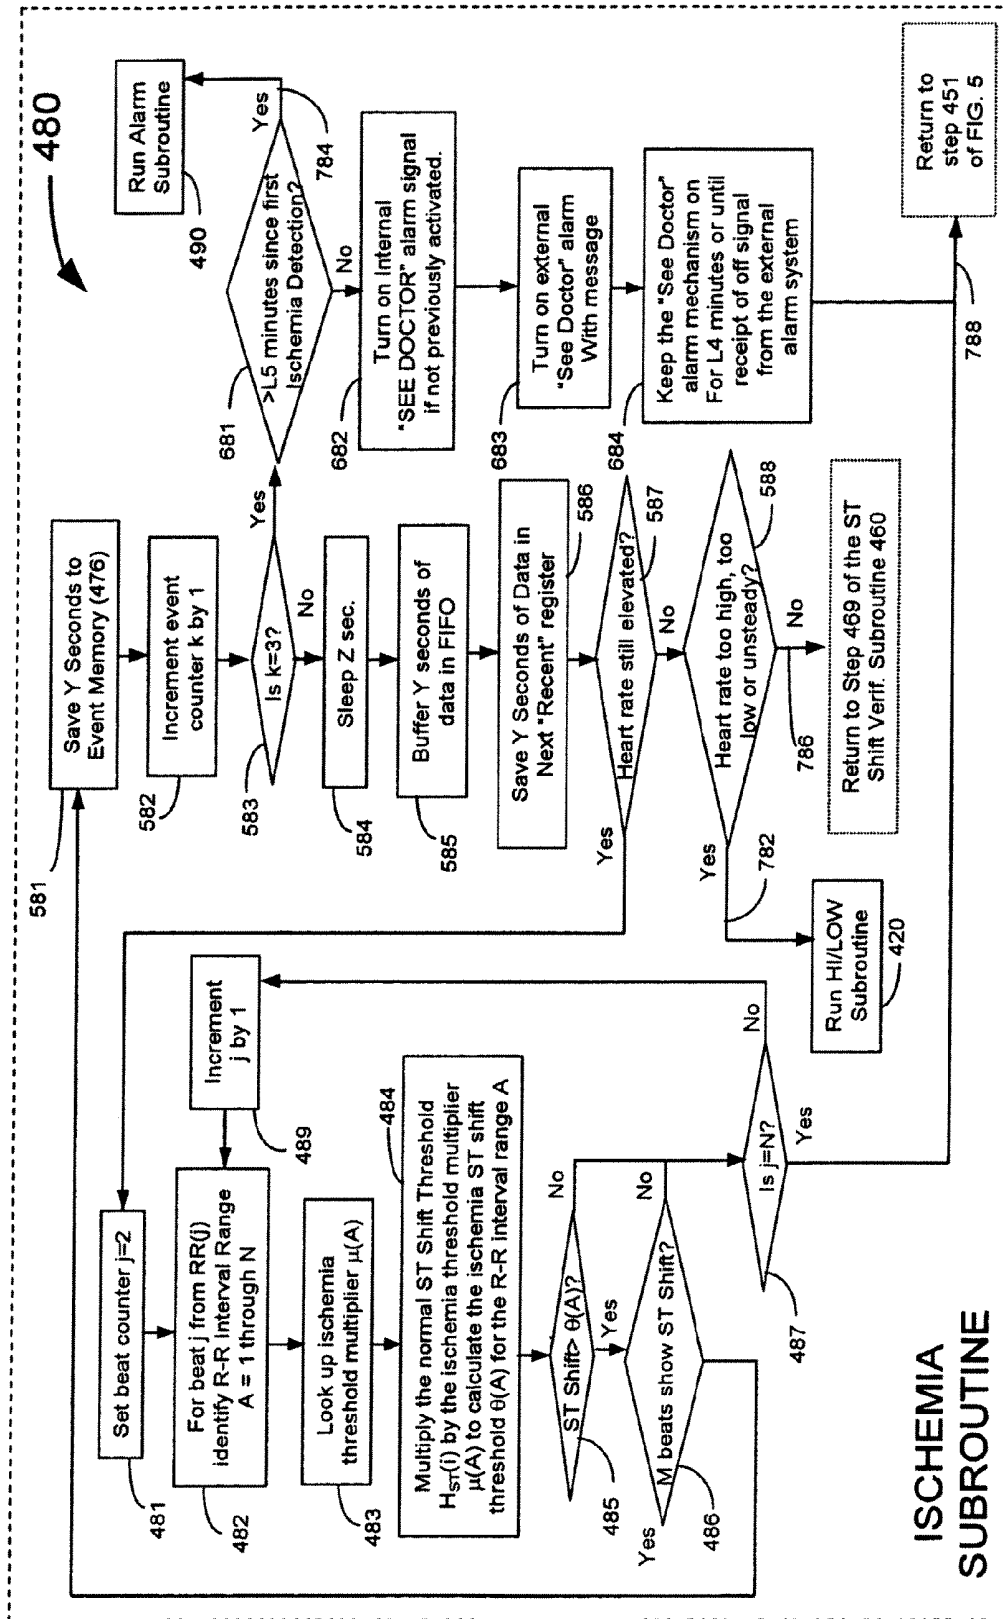 480
Set beat counter j=2
481
For beat j from RR(j)
identify R-R Interval Range
A = 1 through N
482
Increment
j by 1
489
Look up ischemia
threshold multiplier μ(A)
483
Multiply the normal ST Shift Threshold
HST(i) by the ischemia threshold multiplier
μ(A) to calculate the ischemia ST shift
threshold θ(A) for the R-R interval range A
484
ST Shift> θ(A)?
485
No
Yes
M beats show ST Shift?
486
No
Yes
Is j=N?
487
No
Yes
581
Save Y Seconds to
Event Memory (476)
Increment event
counter k by 1
582
Is k=3?
583
Yes
No
Sleep Z sec.
584
Buffer Y seconds of
data in FIFO
585
Save Y Seconds of Data in
Next "Recent" register
586
Heart rate still elevated?
587
Yes
No
Heart rate too high, too
low or unsteady?
588
Yes
782
No
786
Run HI/LOW
Subroutine
420
Return to Step 469 of the ST
Shift Verif. Subroutine 460
>L5 minutes since first
Ischemia Detection?
681
Yes
784
No
Run Alarm
Subroutine
490
Turn on Internal
"SEE DOCTOR" alarm signal
if not previously activated.
682
Turn on external
"See Doctor" alarm
With message
683
Keep the "See Doctor"
alarm mechanism on
For L4 minutes or until
receipt of off signal
from the external
alarm system
684
788
Return to
step 451
of FIG. 5
ISCHEMIA
SUBROUTINE